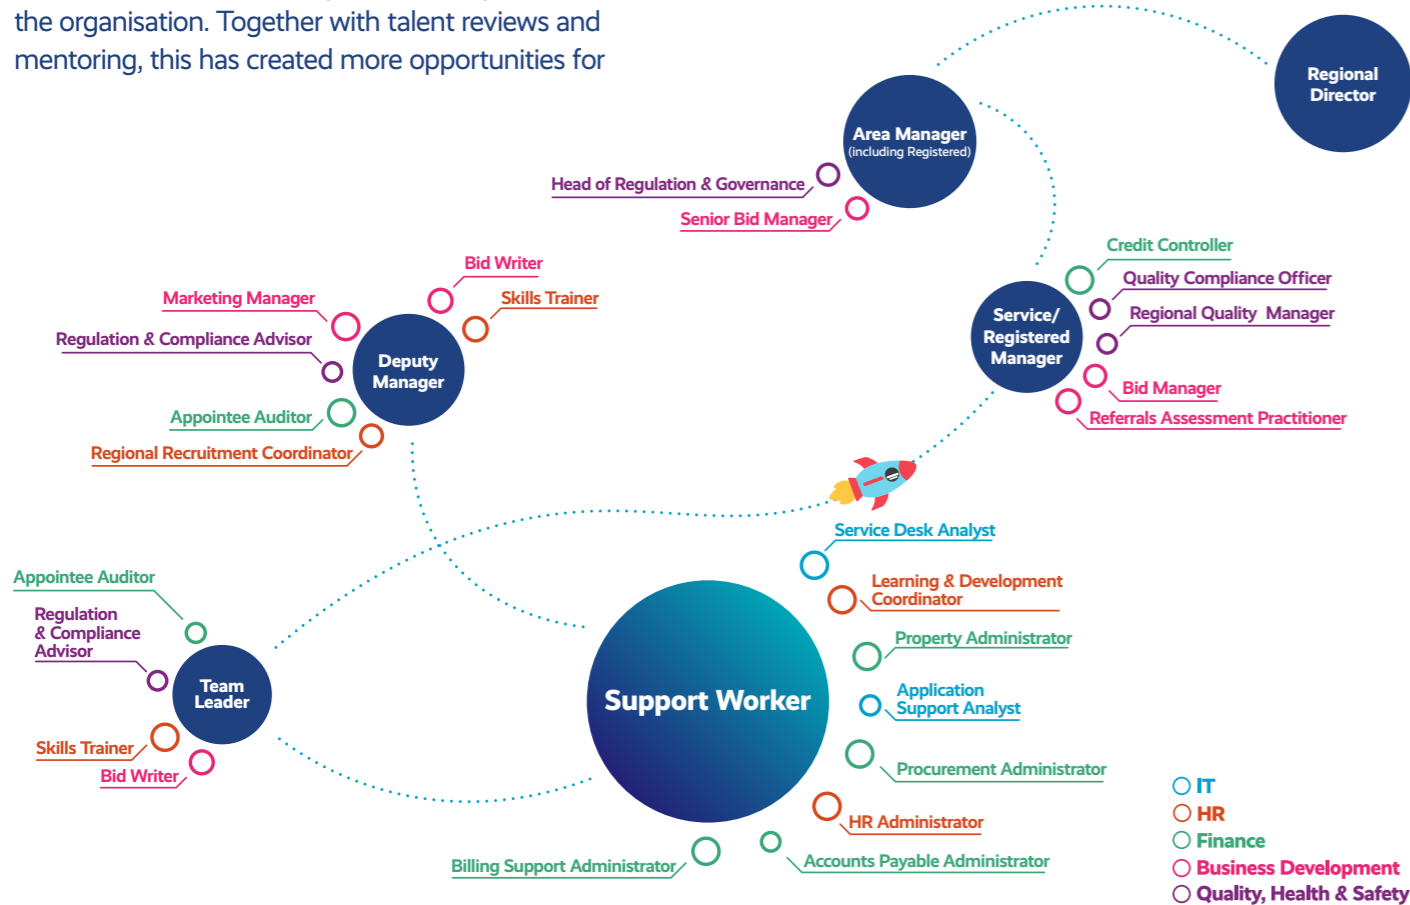 the organisation. Together with talent reviews and
mentoring, this has created more opportunities for
Regional
Director
Area Manager
(including Registered)
Head of Regulation & Governance
Senior Bid Manager
Credit Controller
Quality Compliance Officer
Regional Quality Manager
Service/
Registered
Manager
Bid Manager
Referrals Assessment Practitioner
Bid Writer
Marketing Manager
Skills Trainer
Regulation & Compliance Advisor
Deputy
Manager
Appointee Auditor
Regional Recruitment Coordinator
Service Desk Analyst
Learning & Development
Coordinator
Property Administrator
Application
Support Analyst
Support Worker
Procurement Administrator
HR Administrator
Accounts Payable Administrator
Billing Support Administrator
Appointee Auditor
Regulation
& Compliance
Advisor
Team
Leader
Skills Trainer
Bid Writer
IT
HR
Finance
Business Development
Quality, Health & Safety